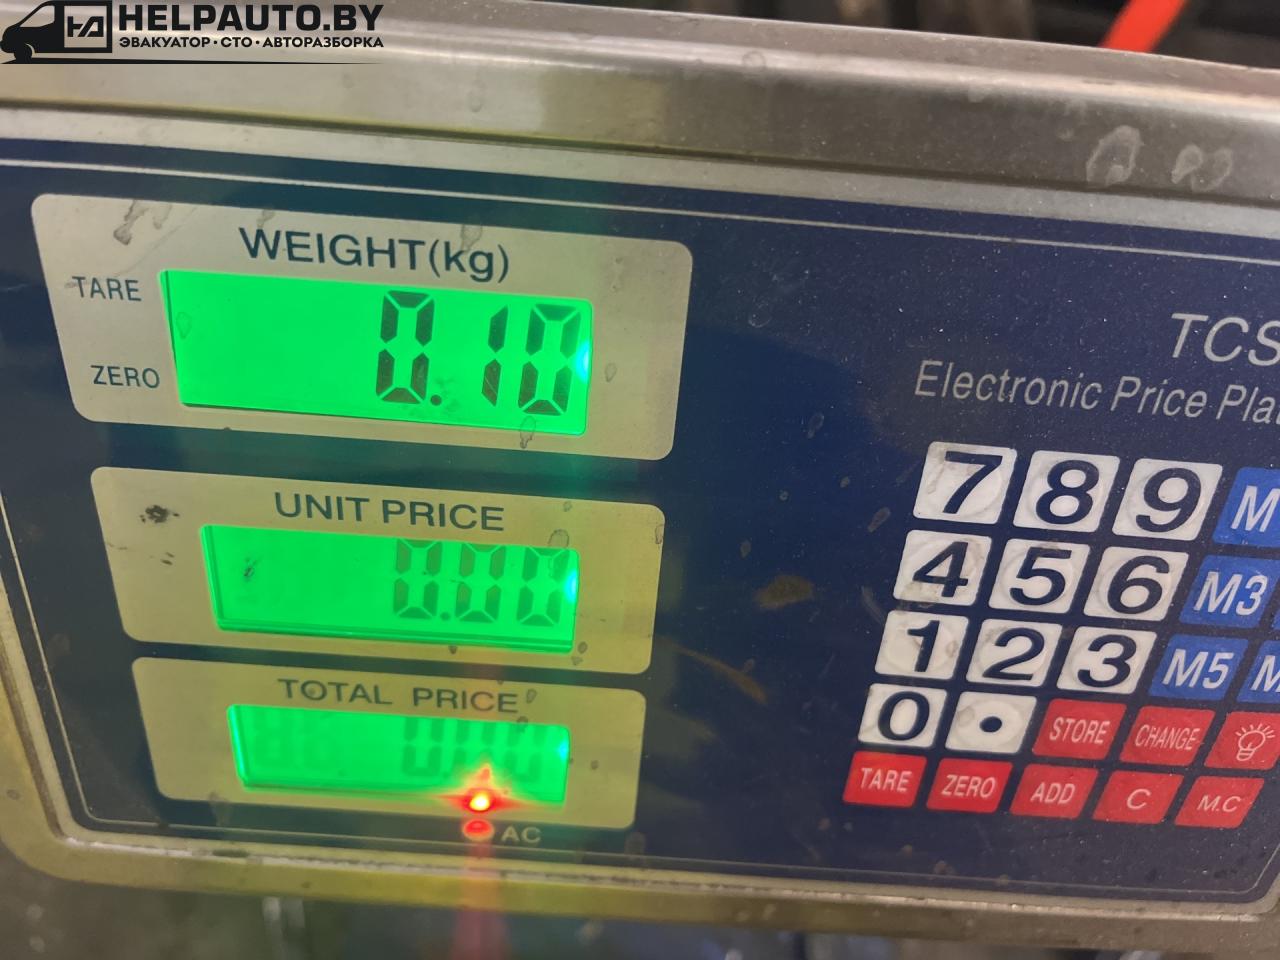 HELPAUTO.BY
ЭВАКУАТОР·СТО·АВТОРАЗБОРКА
WEIGHT(kg)
TARE
0.10
ZERO
UNIT PRICE
0.00
TOTAL PRICE
0.00
AC
TCS
Electronic Price Plat
7 8 9 M
4 5 6 M3
1 2 3 M5 M
0 • STORE CHANGE
TARE ZERO ADD C M.C